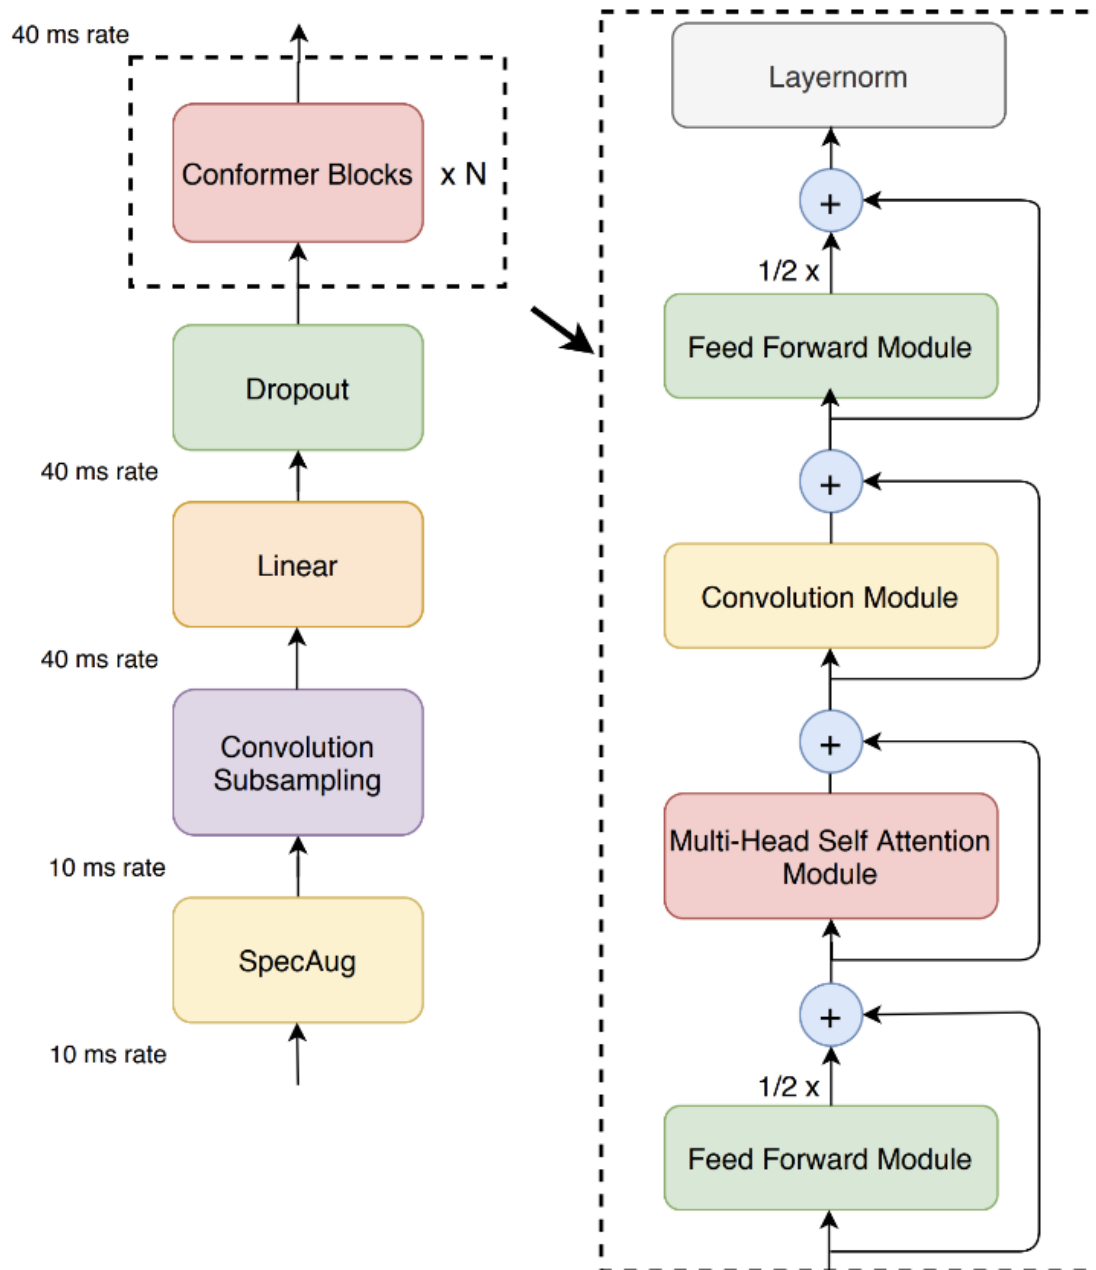 40 ms rate
Conformer Blocks
x N
Dropout
40 ms rate
Linear
40 ms rate
Convolution
Subsampling
10 ms rate
SpecAug
10 ms rate
Layernorm
+
1/2 x
Feed Forward Module
+
Convolution Module
+
Multi-Head Self Attention
Module
+
1/2 x
Feed Forward Module